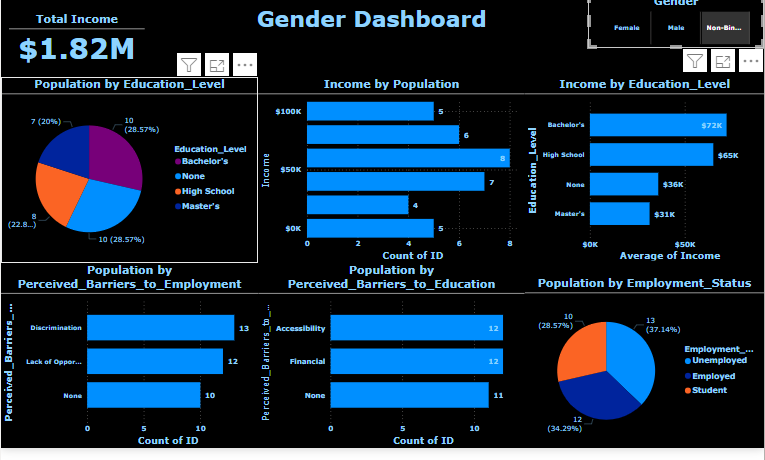 Total Income
$1.82M
Gender Dashboard
Gender
Female
Male
Non-Bin...
Population by Education_Level
7 (20%)
10
(28.57%)
8
(22.8...)
10 (28.57%)
Education_Level
Bachelor's
None
High School
Master's
Income by Population
Income
$100K
$50K
$0K
5
6
8
7
4
5
0
2
4
6
8
Count of ID
Income by Education_Level
Education_Level
Bachelor's
$72K
High School
$65K
None
$36K
Master's
$31K
$0K
$50K
Average of Income
Population by
Perceived_Barriers_to_Employment
Perceived_Barriers_...
Discrimination
13
Lack of Oppor...
12
None
10
0
5
10
Count of ID
Population by
Perceived_Barriers_to_Education
Perceived_Barriers_to_...
Accessibility
12
Financial
12
None
11
0
5
10
Count of ID
Population by Employment_Status
10
(28.57%)
13
(37.14%)
12
(34.29%)
Employment_...
Unemployed
Employed
Student